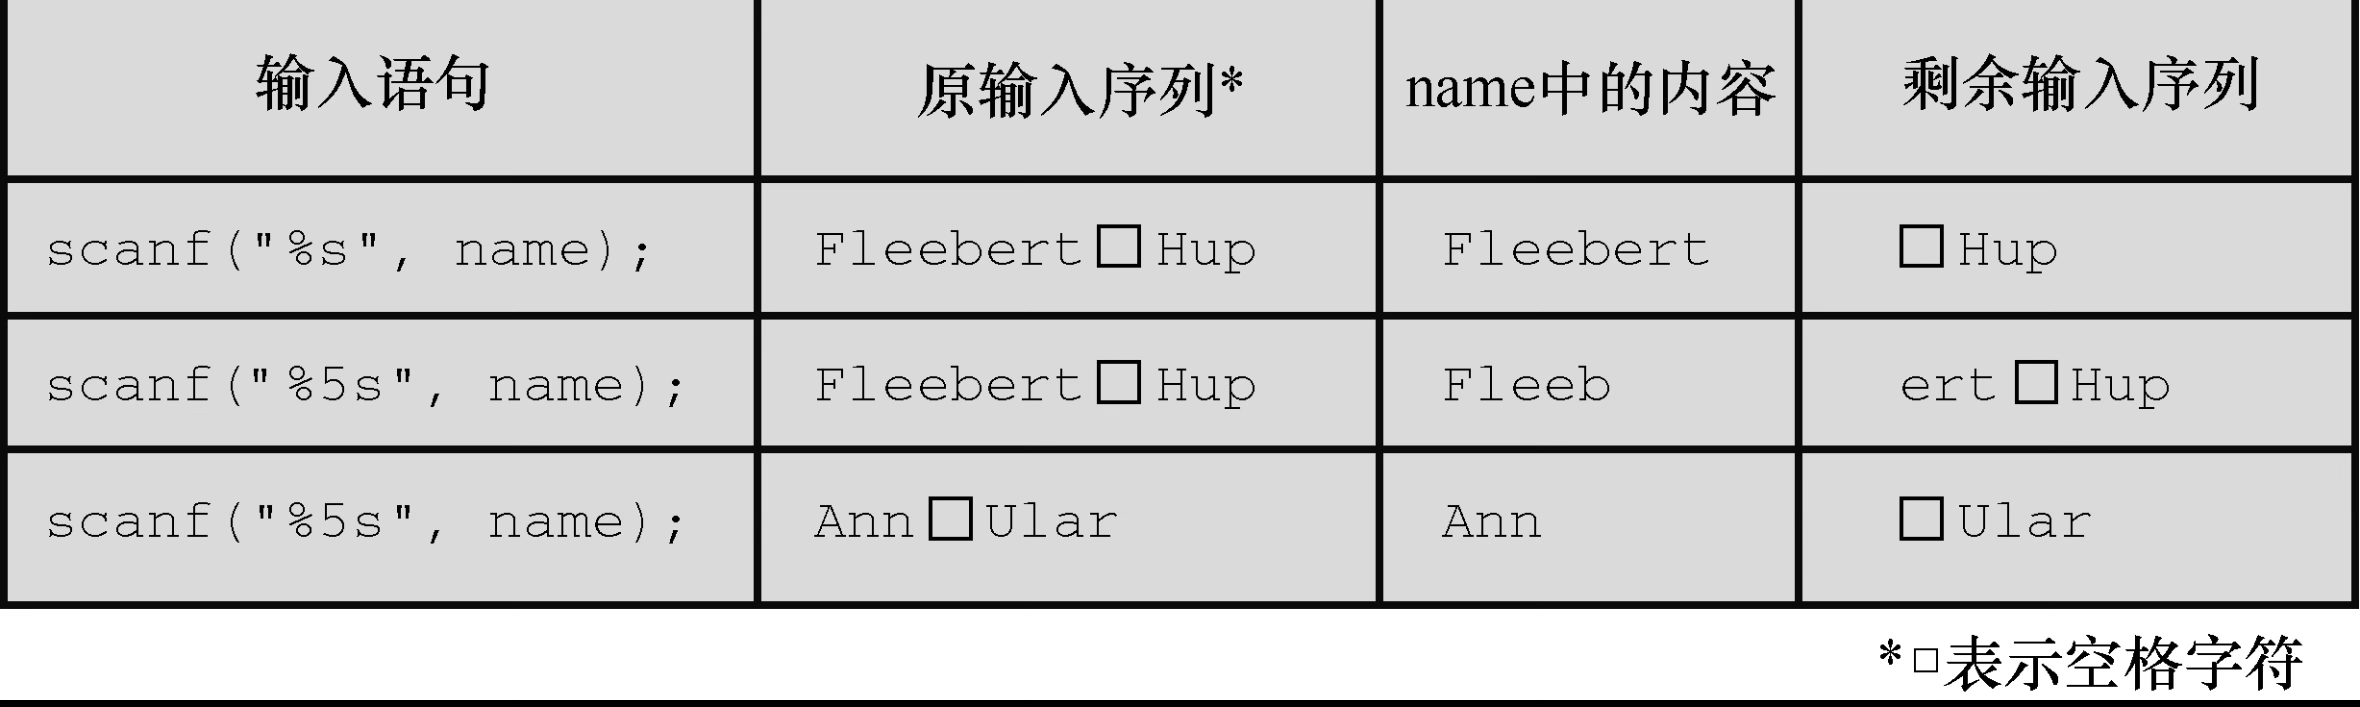 输入语句 原输入序列* name中的内容 剩余输入序列
scanf("%s", name); Fleebert□Hup Fleebert □Hup
scanf("%5s", name); Fleebert□Hup Fleeb ert□Hup
scanf("%5s", name); Ann□Ular Ann □Ular
*□表示空格字符